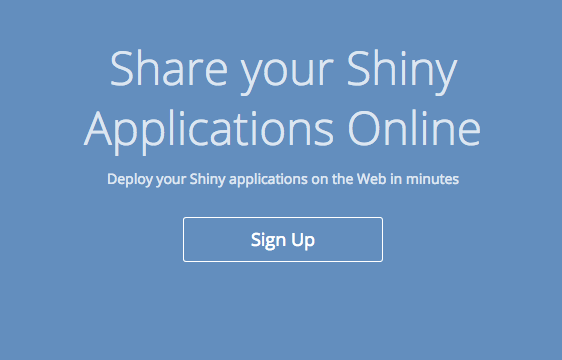 Share your Shiny
Applications Online
Deploy your Shiny applications on the Web in minutes
Sign Up